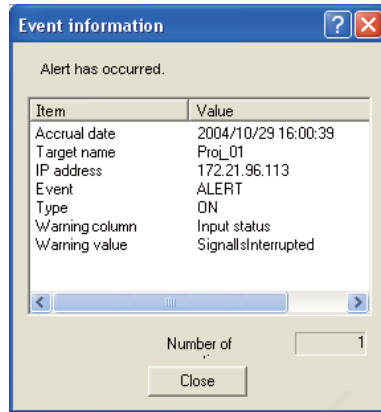 Event information
Alert has occurred.
Item Value
Accrual date 2004/10/29 16:00:39
Target name Proj_01
IP address 172.21.96.113
Event ALERT
Type ON
Warning column Input status
Warning value SignalIsInterrupted
Number of 1
Close